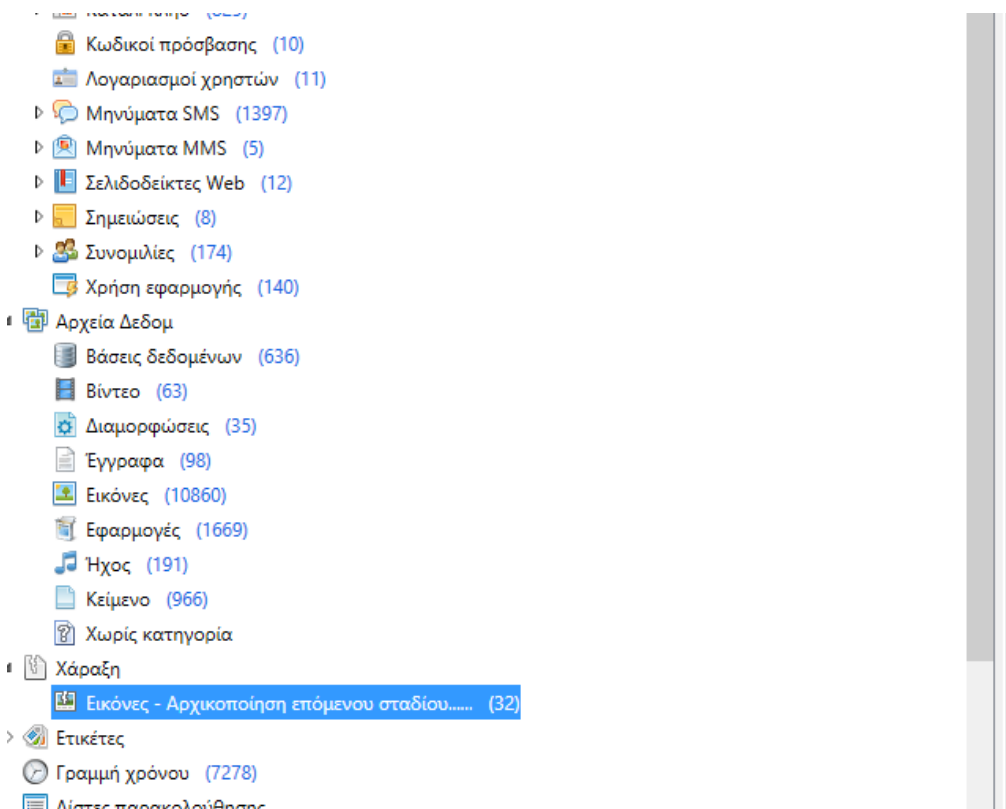 Κωδικοί πρόσβασης (10)
Λογαριασμοί χρηστών (11)
Μηνύματα SMS (1397)
Μηνύματα MMS (5)
Σελιδοδείκτες Web (12)
Σημειώσεις (8)
Συνομιλίες (174)
Χρήση εφαρμογής (140)
Αρχεία Δεδομ
Βάσεις δεδομένων (636)
Βίντεο (63)
Διαμορφώσεις (35)
Έγγραφα (98)
Εικόνες (10860)
Εφαρμογές (1669)
Ήχος (191)
Κείμενο (966)
Χωρίς κατηγορία
Χάραξη
Εικόνες - Αρχικοποίηση επόμενου σταδίου...... (32)
Ετικέτες
Γραμμή χρόνου (7278)
Λίστες παρακολούθησης